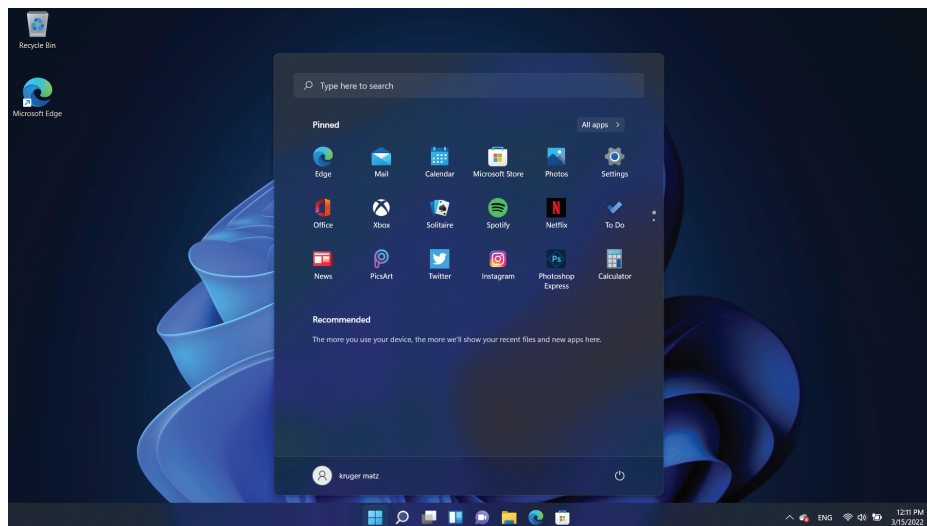 Recycle Bin
Microsoft Edge
Type here to search
Pinned
All apps >
Edge
Mail
Calendar
Microsoft Store
Photos
Settings
Office
Xbox
Solitaire
Spotify
N
Netflix
To Do
News
PicsArt
Twitter
Instagram
Ps
Photoshop
Express
Calculator
Recommended
The more you use your device, the more we'll show your recent files and new apps here.
kruger matz
ENG
12:11 PM
3/15/2022